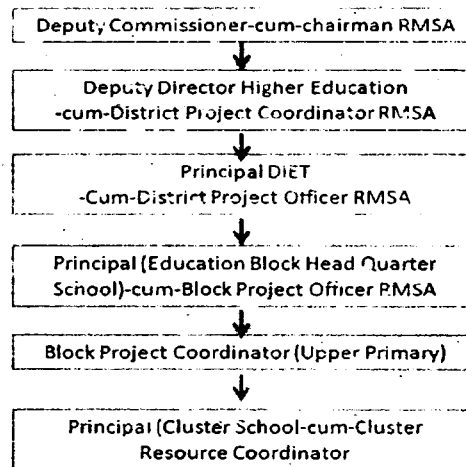 Deputy Commissioner-cum-chairman RMSA
Deputy Director Higher Education
-cum-District Project Coordinator RMSA
Principal DIET
-Cum-District Project Officer RMSA
Principal (Education Block Head Quarter
School)-cum-Block Project Officer RMSA
Block Project Coordinator (Upper Primary)
Principal (Cluster School-cum-Cluster
Resource Coordinator